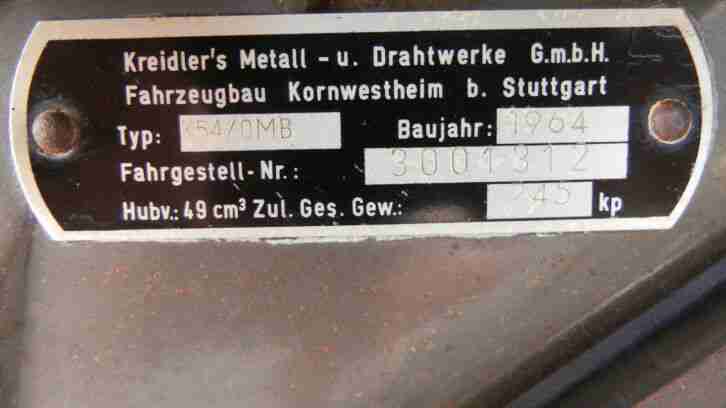 Kreidler's Metall - u. Drahtwerke G.m.b.H.
Fahrzeugbau Kornwestheim b. Stuttgart
Typ: K54/0MB Baujahr: 1964
Fahrgestell-Nr.: 3001312
Hubv.: 49 cm³ Zul. Ges. Gew.: 245 kp